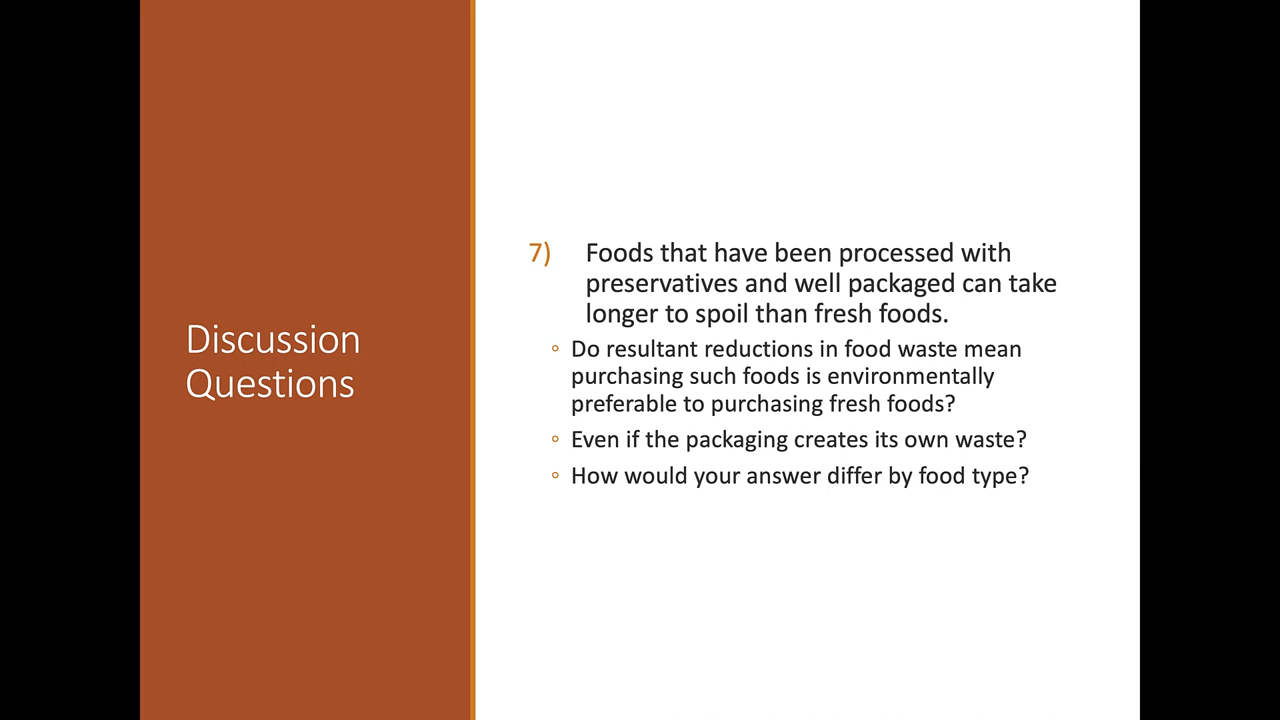 Discussion
Questions
7) Foods that have been processed with
preservatives and well packaged can take
longer to spoil than fresh foods.
◦ Do resultant reductions in food waste mean
purchasing such foods is environmentally
preferable to purchasing fresh foods?
◦ Even if the packaging creates its own waste?
◦ How would your answer differ by food type?